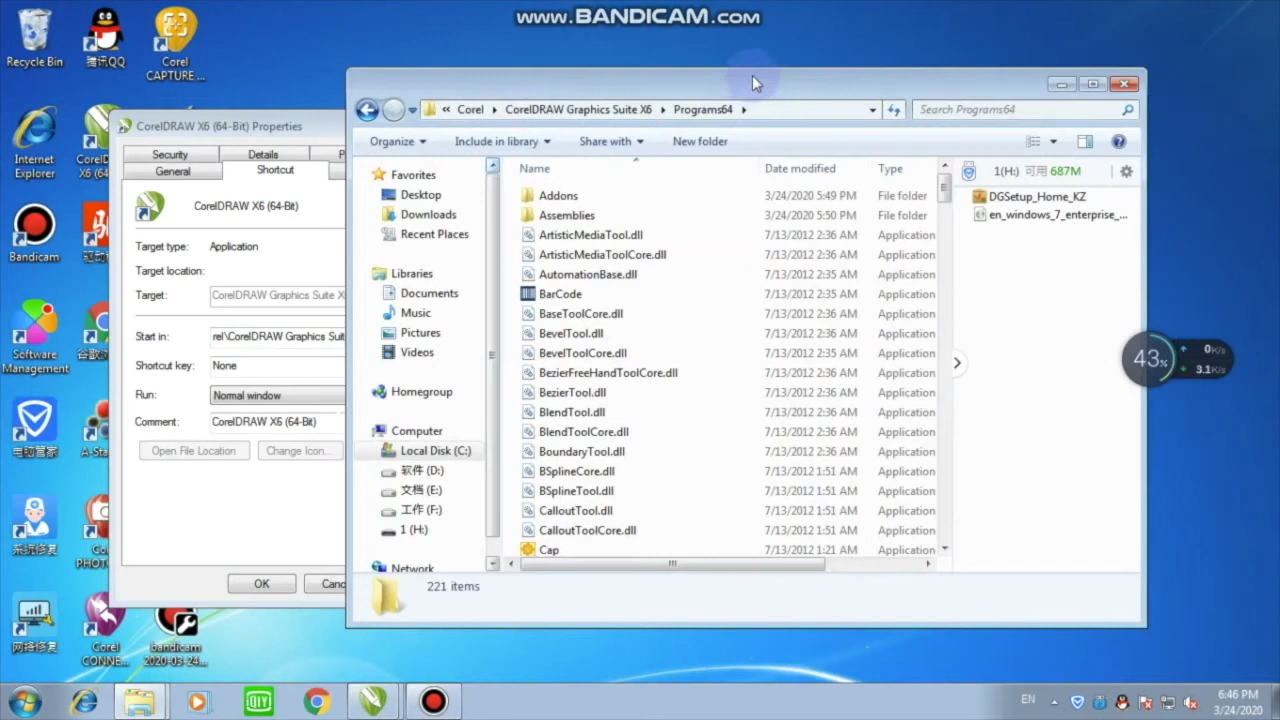 www.BANDICAM.com
Recycle Bin
腾讯QQ
Corel
CAPTURE ...
Internet
Explorer
CorelD
X6 (64
Bandicam
驱动
Software
Management
谷歌
电脑管家
A-Sta
系统修复
Co
PHOTO
网络修复
Corel
CONNE...
bandicam
2020-03-24...
CorelDRAW X6 (64-Bit) Properties
Security
Details
P
General
Shortcut
CorelDRAW X6 (64-Bit)
Target type:
Application
Target location:
Target:
CorelDRAW Graphics Suite X
Start in:
rel\CorelDRAW Graphics Suit
Shortcut key:
None
Run:
Normal window
Comment:
CorelDRAW X6 (64-Bit)
Open File Location
Change Icon...
OK
Canc
« Corel CorelDRAW Graphics Suite X6 Programs64
Search Programs64
Organize
Include in library
Share with
New folder
Favorites
Desktop
Downloads
Recent Places
Libraries
Documents
Music
Pictures
Videos
Homegroup
Computer
Local Disk (C:)
软件 (D:)
文档 (E:)
工作 (F:)
1 (H:)
Network
Name Date modified Type
Addons 3/24/2020 5:49 PM File folder
Assemblies 3/24/2020 5:50 PM File folder
ArtisticMediaTool.dll 7/13/2012 2:36 AM Application
ArtisticMediaToolCore.dll 7/13/2012 2:36 AM Application
AutomationBase.dll 7/13/2012 2:35 AM Application
BarCode 7/13/2012 2:35 AM Application
BaseToolCore.dll 7/13/2012 2:36 AM Application
BevelTool.dll 7/13/2012 2:36 AM Application
BevelToolCore.dll 7/13/2012 2:35 AM Application
BezierFreeHandToolCore.dll 7/13/2012 2:36 AM Application
BezierTool.dll 7/13/2012 2:36 AM Application
BlendTool.dll 7/13/2012 2:36 AM Application
BlendToolCore.dll 7/13/2012 2:36 AM Application
BoundaryTool.dll 7/13/2012 2:36 AM Application
BSplineCore.dll 7/13/2012 1:51 AM Application
BSplineTool.dll 7/13/2012 1:51 AM Application
CalloutTool.dll 7/13/2012 1:51 AM Application
CalloutToolCore.dll 7/13/2012 1:51 AM Application
Cap 7/13/2012 1:21 AM Application
221 items
1(H:) 可用 687M
DGSetup_Home_KZ
en_windows_7_enterprise_...
43%
0K/s
3.1K/s
QIY
EN
6:46 PM
3/24/2020